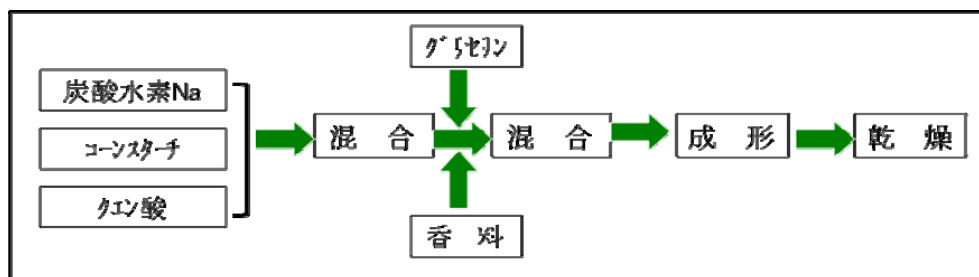 グリセリン
炭酸水素Na
コーンスターチ
クエン酸
混 合
混 合
成 形
乾 燥
香 料